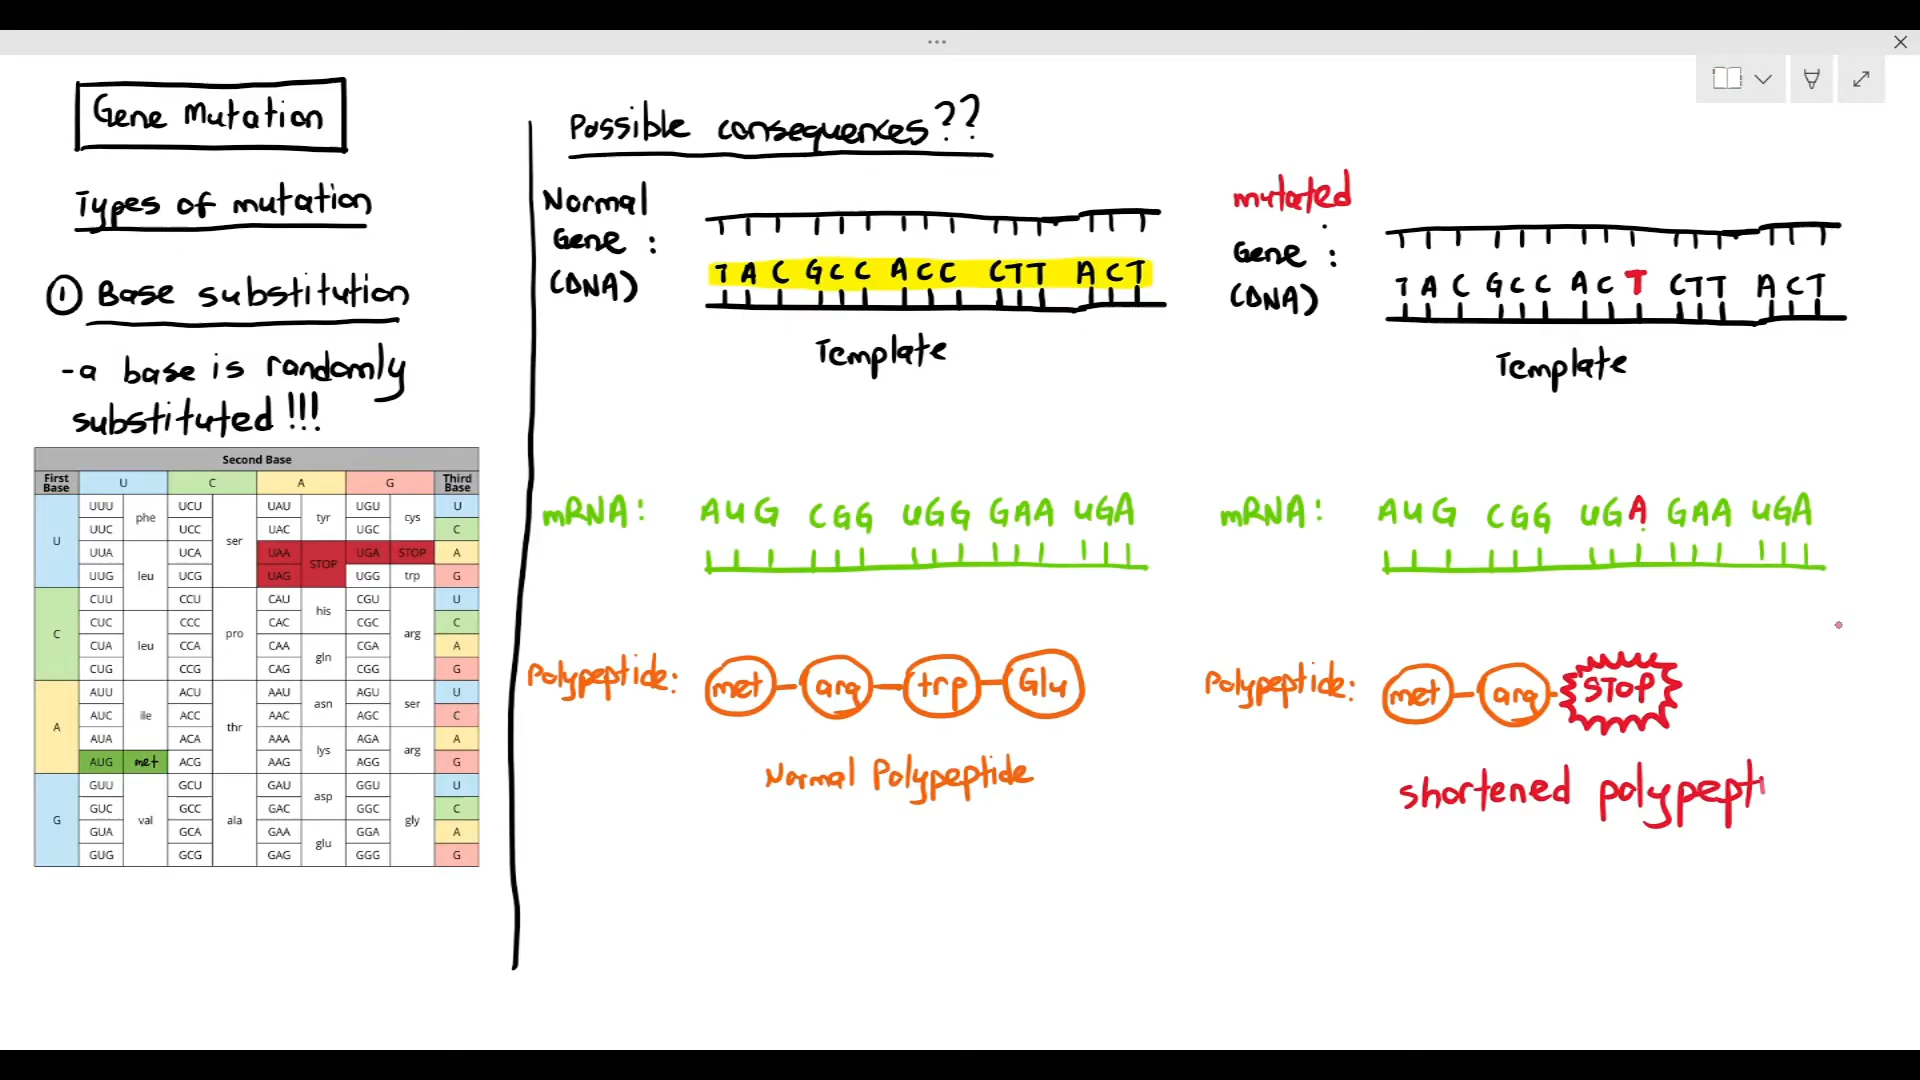 Gene Mutation
Types of mutation
① Base substitution
- a base is randomly
substituted !!!
Second Base
First Base U C A G Third Base
U UUU phe UCU ser UAU tyr UGU cys U
UUC UCC UAC UGC C
UUA leu UCA UAA STOP UGA STOP A
UUG UCG UAG UGG trp G
C CUU leu CCU pro CAU his CGU arg U
CUC CCC CAC CGC C
CUA CCA CAA gln CGA A
CUG CCG CAG CGG G
A AUU ile ACU thr AAU asn AGU ser U
AUC ACC AAC AGC C
AUA ACA AAA lys AGA arg A
AUG met ACG AAG AGG G
G GUU val GCU ala GAU asp GGU gly U
GUC GCC GAC GGC C
GUA GCA GAA glu GGA A
GUG GCG GAG GGG G
Possible consequences??
Normal
Gene :
(DNA)
TAC GCC ACC CTT ACT
Template
mRNA: AUG CGG UGG GAA UGA
Polypeptide: met arg trp Glu
Normal Polypeptide
mutated
Gene :
(DNA)
TAC GCC ACT CTT ACT
Template
mRNA: AUG CGG UGA GAA UGA
Polypeptide: met arg STOP
shortened polypept